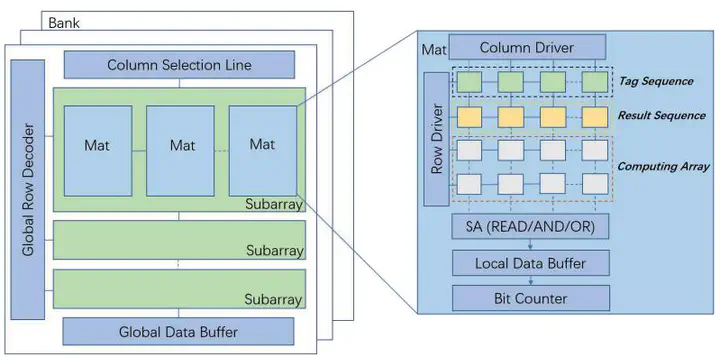 Bank
Column Selection Line
Global Row Decoder
Mat
Mat
Mat
Subarray
Subarray
Subarray
Global Data Buffer
Mat
Column Driver
Row Driver
Tag Sequence
Result Sequence
Computing Array
SA (READ/AND/OR)
Local Data Buffer
Bit Counter